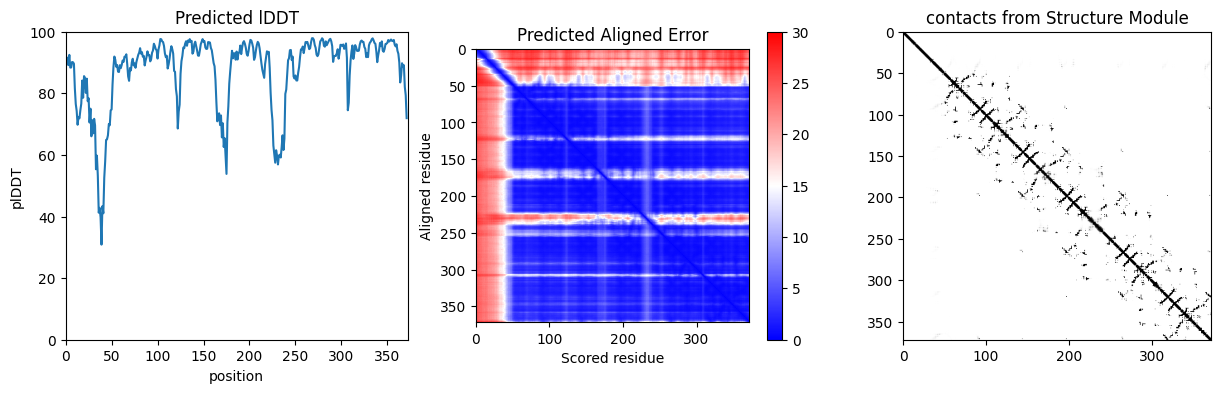 Predicted lDDT
plDDT
100
80
60
40
20
0
0 50 100 150 200 250 300 350
position
Predicted Aligned Error
Aligned residue
0
50
100
150
200
250
300
350
0 100 200 300
Scored residue
30
25
20
15
10
5
0
contacts from Structure Module
0
50
100
150
200
250
300
350
0 100 200 300